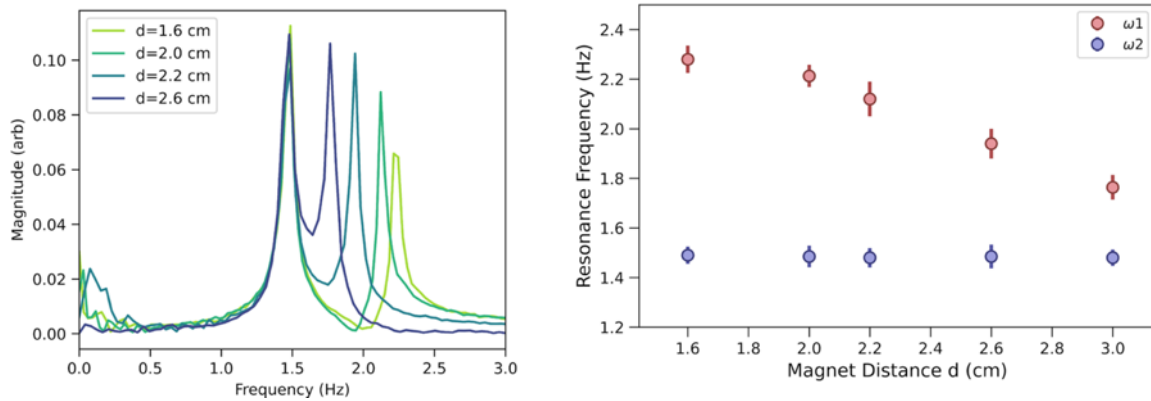 d=1.6 cm
d=2.0 cm
d=2.2 cm
d=2.6 cm
Magnitude (arb)
0.10
0.08
0.06
0.04
0.02
0.00
0.0 0.5 1.0 1.5 2.0 2.5 3.0
Frequency (Hz)
ω1
ω2
Resonance Frequency (Hz)
2.4
2.2
2.0
1.8
1.6
1.4
1.2
1.6 1.8 2.0 2.2 2.4 2.6 2.8 3.0
Magnet Distance d (cm)